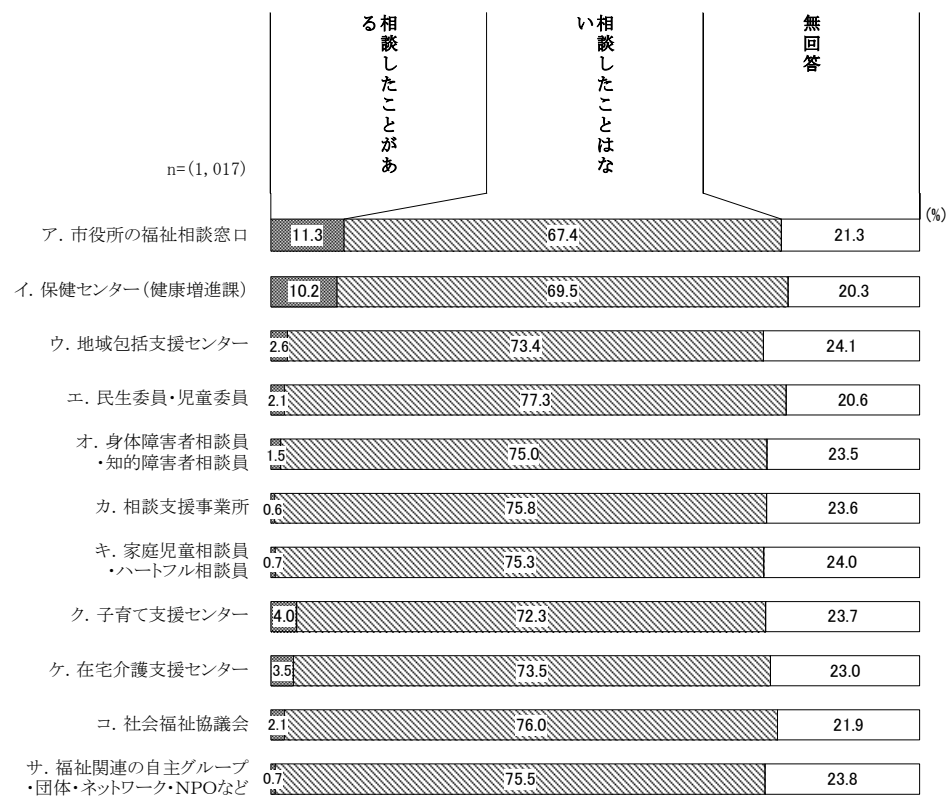 相談したことがある
相談したことはない
無回答
n=(1,017)
(%)
ア. 市役所の福祉相談窓口 11.3 67.4 21.3
イ. 保健センター(健康増進課) 10.2 69.5 20.3
ウ. 地域包括支援センター 2.6 73.4 24.1
エ. 民生委員・児童委員 2.1 77.3 20.6
オ. 身体障害者相談員
・知的障害者相談員 1.5 75.0 23.5
カ. 相談支援事業所 0.6 75.8 23.6
キ. 家庭児童相談員
・ハートフル相談員 0.7 75.3 24.0
ク. 子育て支援センター 4.0 72.3 23.7
ケ. 在宅介護支援センター 3.5 73.5 23.0
コ. 社会福祉協議会 2.1 76.0 21.9
サ. 福祉関連の自主グループ
・団体・ネットワーク・NPOなど 0.7 75.5 23.8